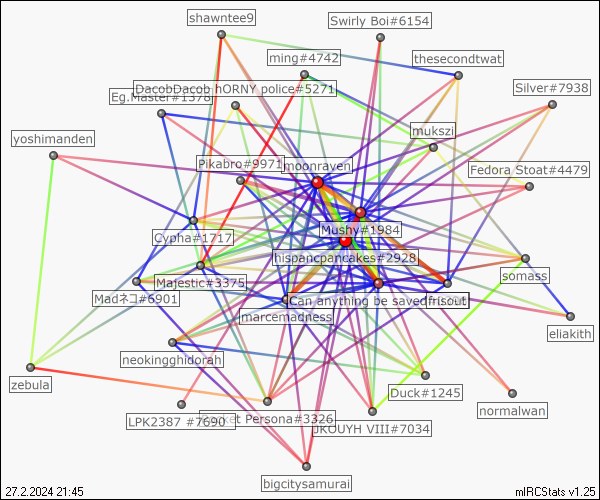 shawntee9
Swirly Boi#6154
ming#4742
thesecondtwat
DacobDacob
hORNY police#5271
Silver#7938
Eg.Master#1578
mukszi
yoshimanden
Pikabro#9971
moonraven
Fedora Stoat#4479
Mushy#1984
Cypha#1717
hispancpancakes#2928
somass
Majestic#3375
Madネコ#6901
Can anything be saved
frisout
marcemadness
eliakith
neokingghidorah
zebula
Duck#1245
normalwan
LPK2387 #7690
Persona#3326
JKOUYH VIII#7034
bigcitysamurai
27.2.2024 21:45
mIRCStats v1.25